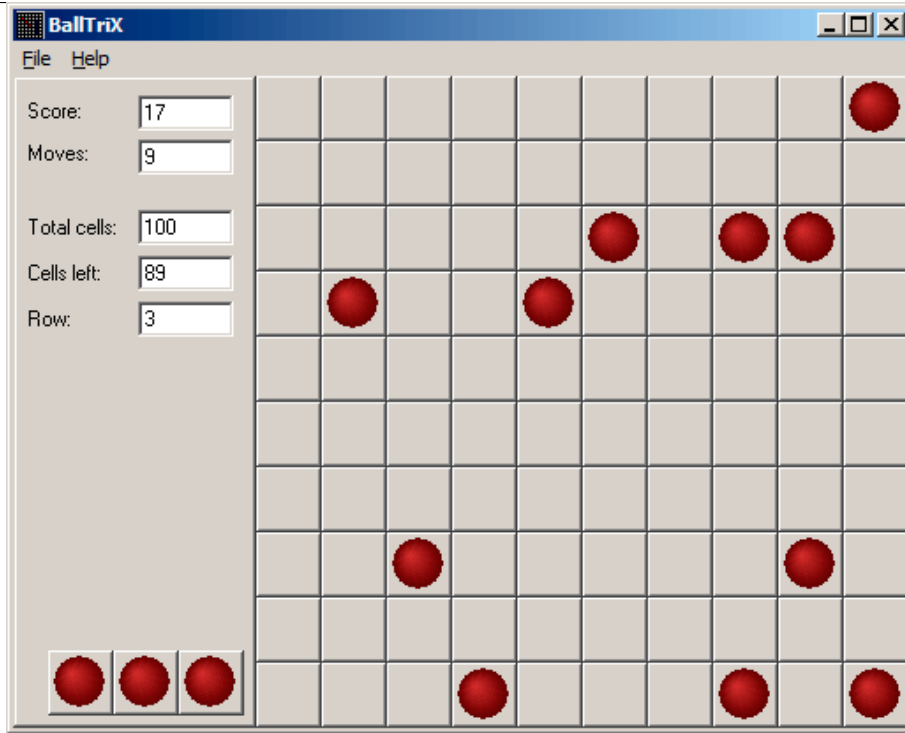 BallTriX
File Help
Score: 17
Moves: 9
Total cells: 100
Cells left: 89
Row: 3